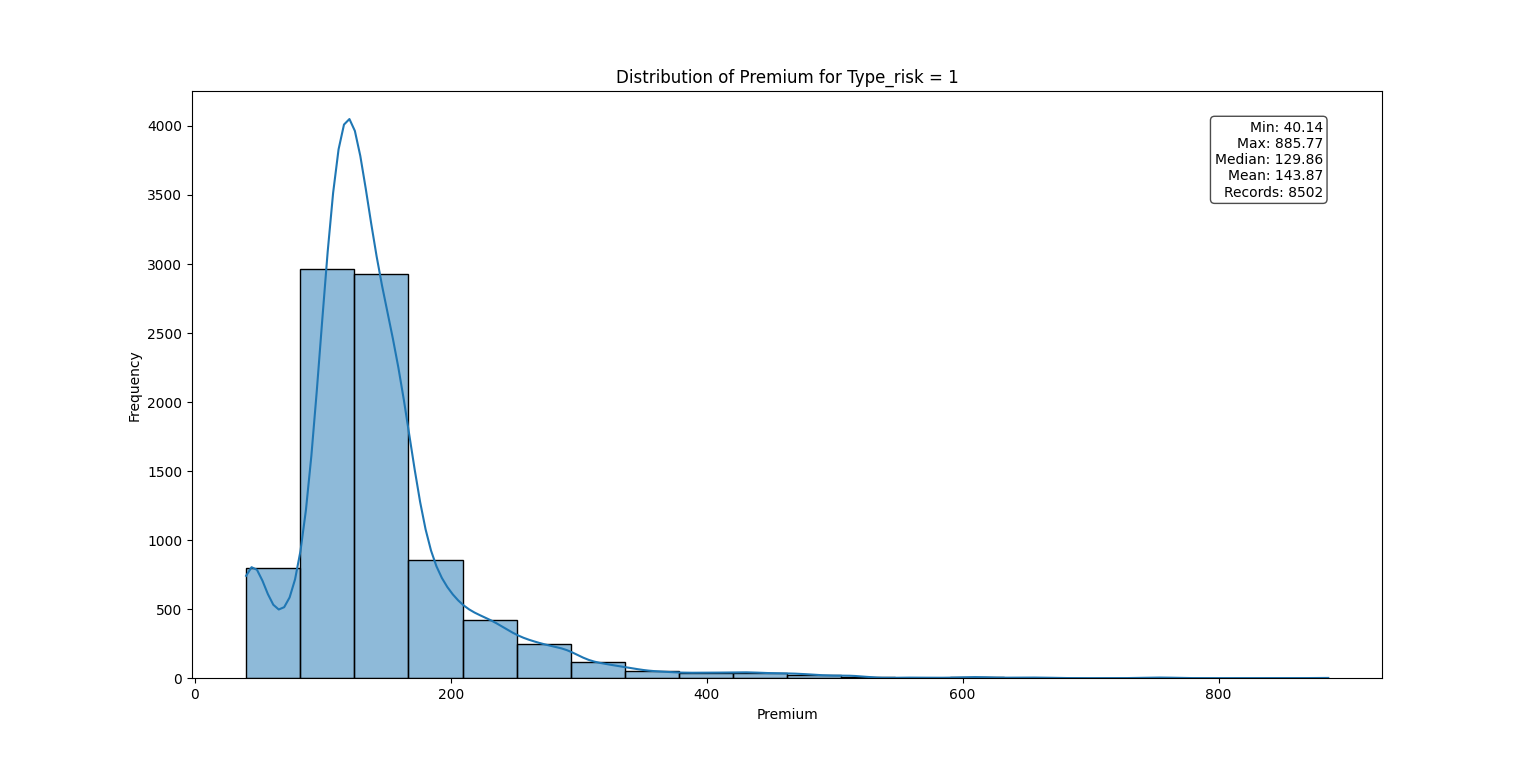 Distribution of Premium for Type_risk = 1
Min: 40.14
Max: 885.77
Median: 129.86
Mean: 143.87
Records: 8502
4000
3500
3000
2500
2000
1500
1000
500
0
Frequency
0 200 400 600 800
Premium